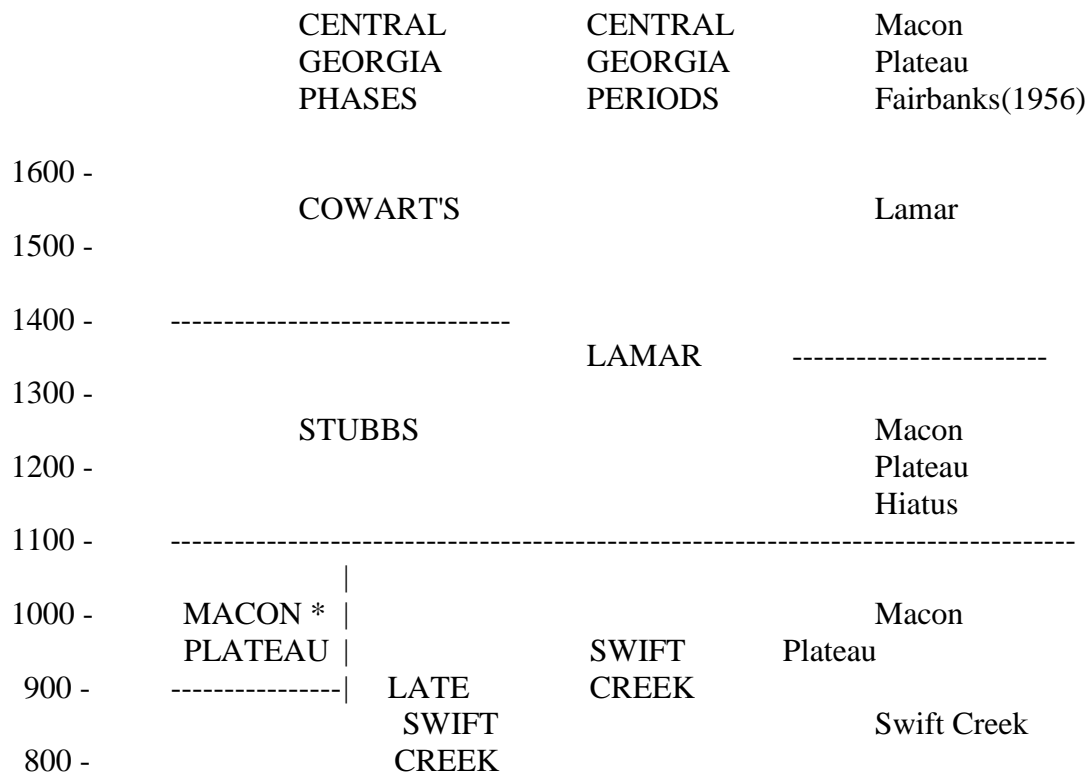 CENTRAL CENTRAL Macon
GEORGIA GEORGIA Plateau
PHASES PERIODS Fairbanks(1956)
1600 -
COWART'S Lamar
1500 -
1400 - --------------------------------
LAMAR ------------------------
1300 -
STUBBS Macon
1200 - Plateau
Hiatus
1100 - --------------------------------------------------------------------------------------
|
1000 - MACON * | Macon
PLATEAU | SWIFT Plateau
900 - ----------------| LATE CREEK
SWIFT Swift Creek
800 - CREEK